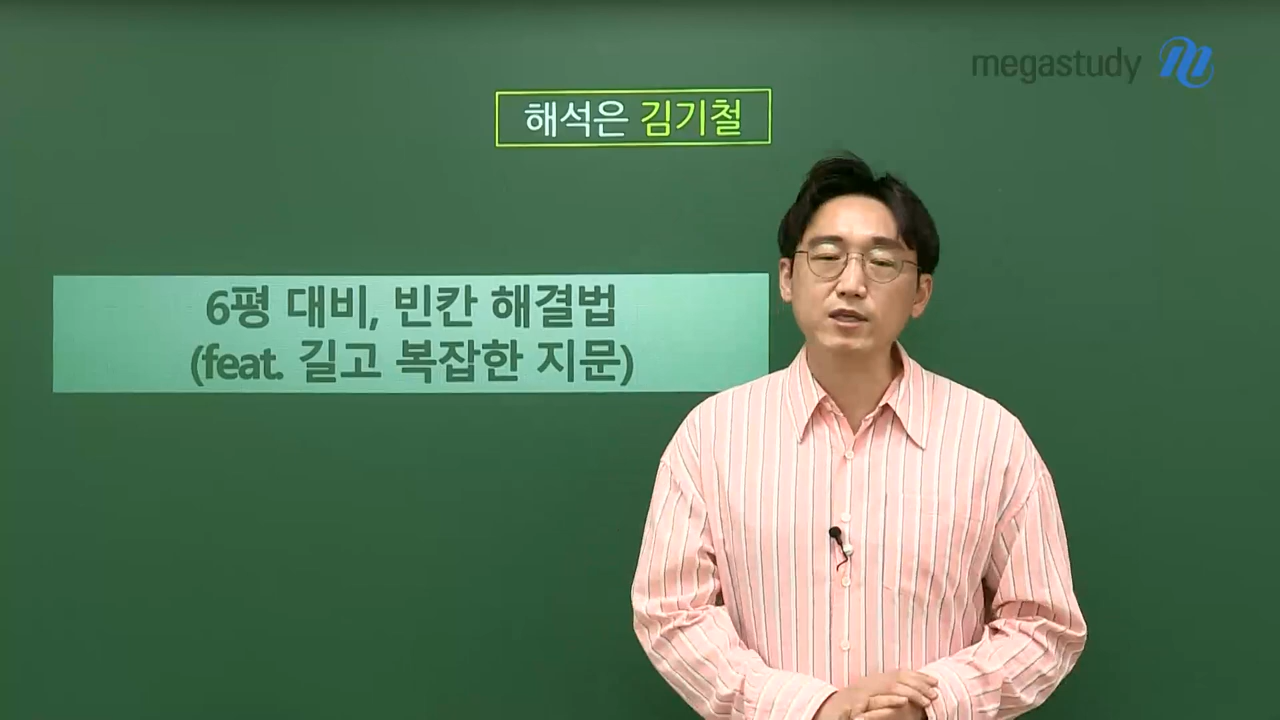 megastudy
해석은 김기철
6평 대비, 빈칸 해결법
(feat. 길고 복잡한 지문)